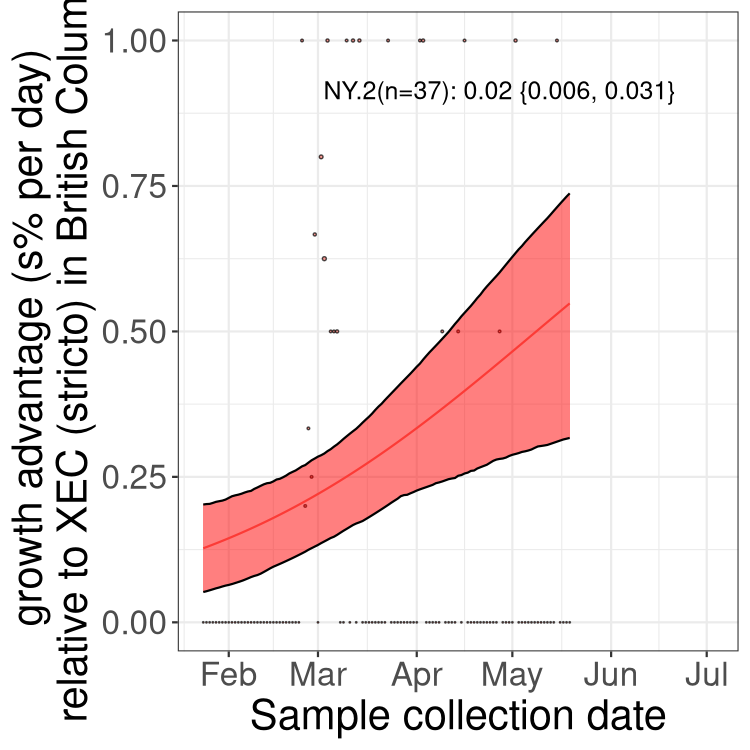 growth advantage (s% per day)
relative to XEC (stricto) in British Colum
1.00
0.75
0.50
0.25
0.00
NY.2(n=37): 0.02 {0.006, 0.031}
Feb Mar Apr May Jun Jul
Sample collection date